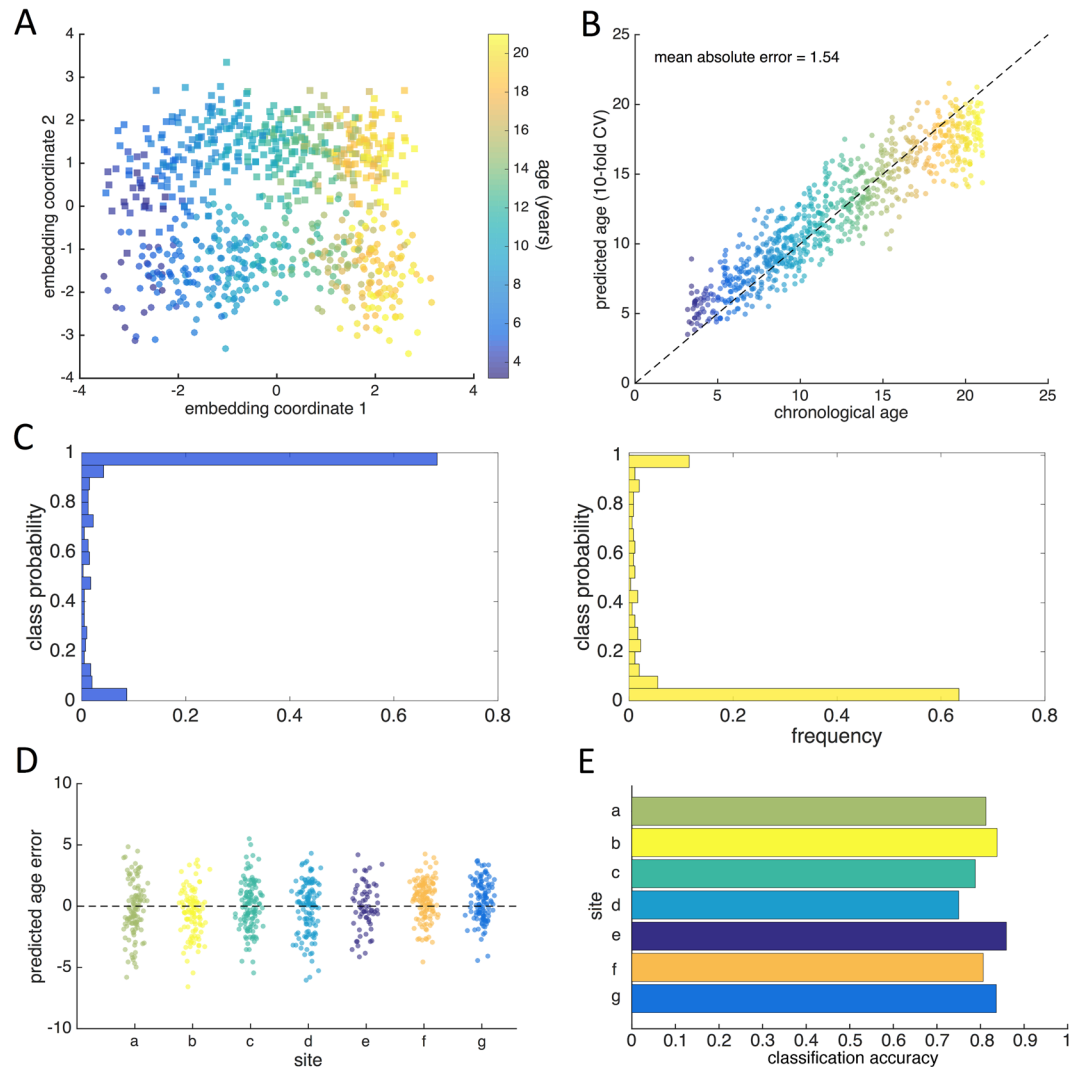 A
4
3
2
1
0
-1
-2
-3
-4
-4
-2
0
2
4
embedding coordinate 2
embedding coordinate 1
20
18
16
14
12
10
8
6
4
age (years)
B
25
20
15
10
5
0
0
5
10
15
20
25
mean absolute error = 1.54
predicted age (10-fold CV)
chronological age
C
1
0.8
0.6
0.4
0.2
0
0
0.2
0.4
0.6
0.8
class probability
1
0.8
0.6
0.4
0.2
0
0
0.2
0.4
0.6
0.8
class probability
frequency
D
10
5
0
-5
-10
predicted age error
a
b
c
d
e
f
g
site
E
a
b
c
d
e
f
g
site
0
0.1
0.2
0.3
0.4
0.5
0.6
0.7
0.8
0.9
1
classification accuracy